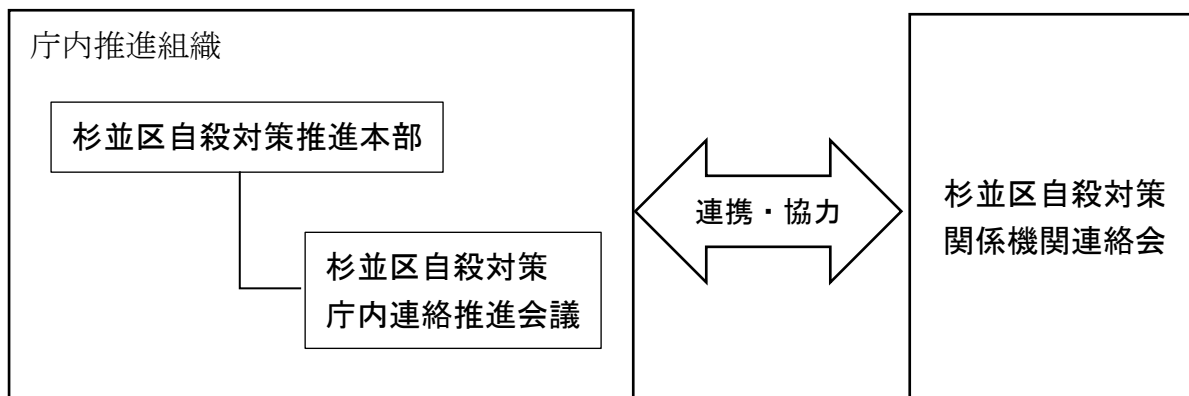 庁内推進組織
杉並区自殺対策推進本部
杉並区自殺対策
庁内連絡推進会議
連携・協力
杉並区自殺対策
関係機関連絡会